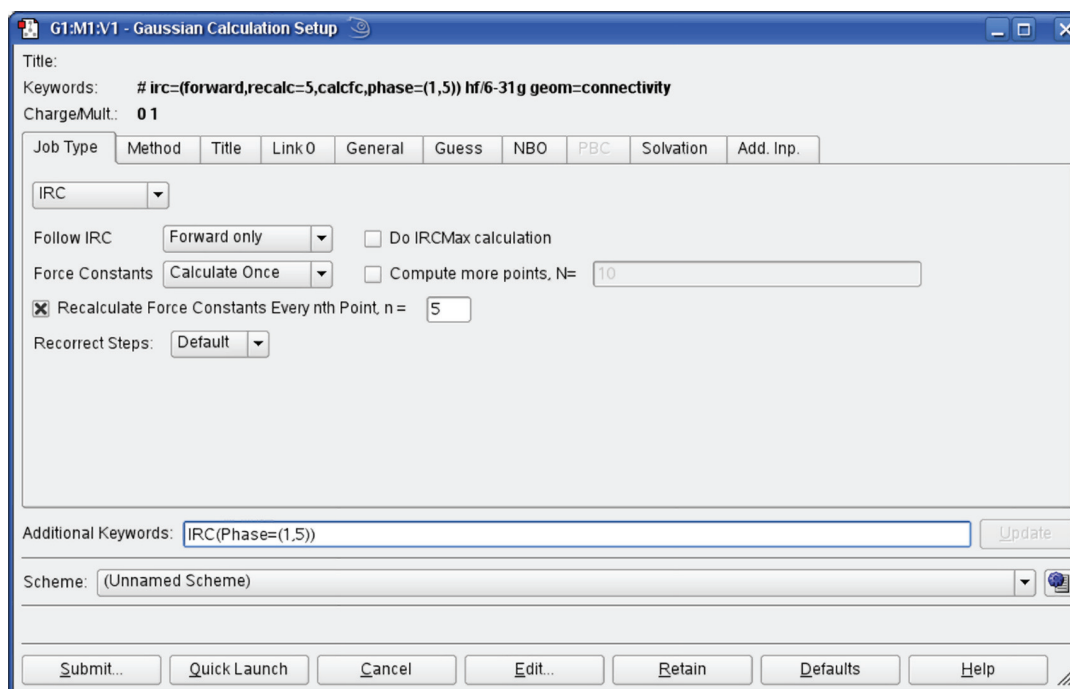 G1:M1:V1 - Gaussian Calculation Setup
Title:
Keywords: # irc=(forward,recalc=5,calcfc,phase=(1,5)) hf/6-31g geom=connectivity
Charge/Mult.: 0 1
Job Type Method Title Link 0 General Guess NBO PBC Solvation Add. Inp.
IRC
Follow IRC Forward only Do IRCMax calculation
Force Constants Calculate Once Compute more points, N= 10
Recalculate Force Constants Every nth Point, n = 5
Recorrect Steps: Default
Additional Keywords: IRC(Phase=(1,5)) Update
Scheme: (Unnamed Scheme)
Submit... Quick Launch Cancel Edit... Retain Defaults Help